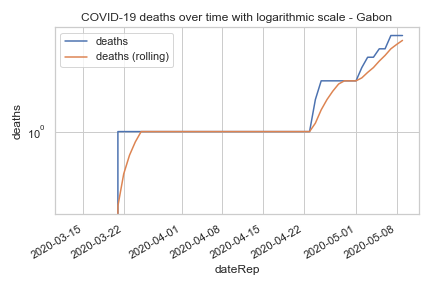 COVID-19 deaths over time with logarithmic scale - Gabon
deaths
deaths (rolling)
deaths
10⁰
2020-03-15
2020-03-22
2020-04-01
2020-04-08
2020-04-15
2020-04-22
2020-05-01
2020-05-08
dateRep